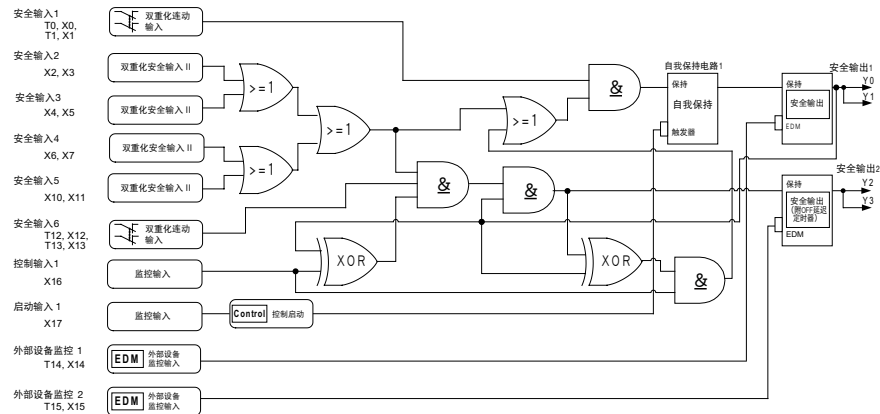 安全输入1
T0, X0,
T1, X1
双重化连动
输入
安全输入2
X2, X3
双重化安全输入 II
安全输入3
X4, X5
双重化安全输入 II
安全输入4
X6, X7
双重化安全输入 II
安全输入5
X10, X11
双重化安全输入 II
安全输入6
T12, X12,
T13, X13
双重化连动
输入
控制输入1
X16
监控输入
启动输入 1
X17
监控输入
Control 控制启动
外部设备监控 1
T14, X14
EDM 外部设备
监控输入
外部设备监控 2
T15, X15
EDM 外部设备
监控输入
>=1
>=1
>=1
>=1
&
&
&
XOR
XOR
&
自我保持电路1
保持
自我保持
触发器
安全输出1
保持
安全输出
EDM
Y0
Y1
安全输出2
保持
安全输出
(附OFF延迟
定时器)
EDM
Y2
Y3